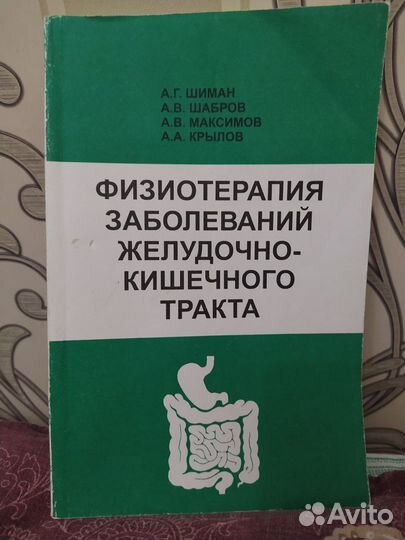 А.Г. ШИМАН
А.В. ШАБРОВ
А.В. МАКСИМОВ
А.А. КРЫЛОВ
ФИЗИОТЕРАПИЯ
ЗАБОЛЕВАНИЙ
ЖЕЛУДОЧНО-
КИШЕЧНОГО
ТРАКТА
Avito